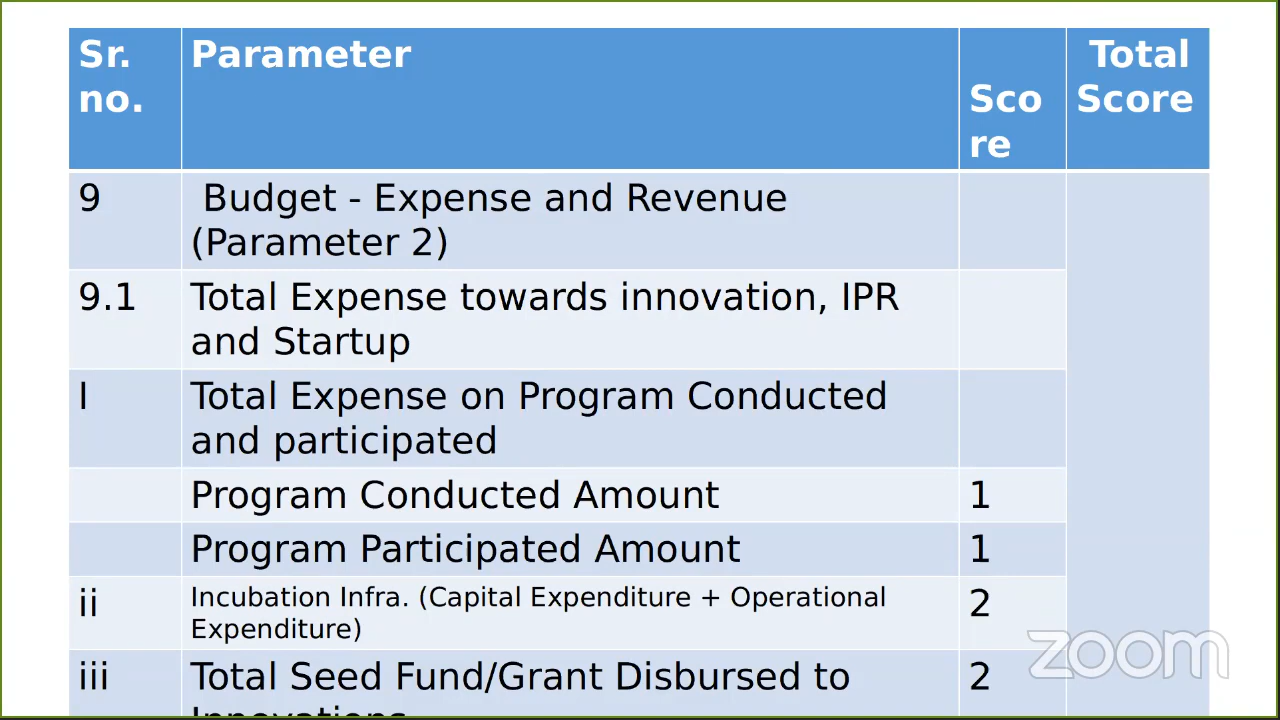 Sr. no. Parameter Score Total Score
9 Budget - Expense and Revenue
(Parameter 2)
9.1 Total Expense towards innovation, IPR
and Startup
I Total Expense on Program Conducted
and participated
Program Conducted Amount 1
Program Participated Amount 1
ii Incubation Infra. (Capital Expenditure + Operational 2
Expenditure)
iii Total Seed Fund/Grant Disbursed to 2
Innovations
zoom